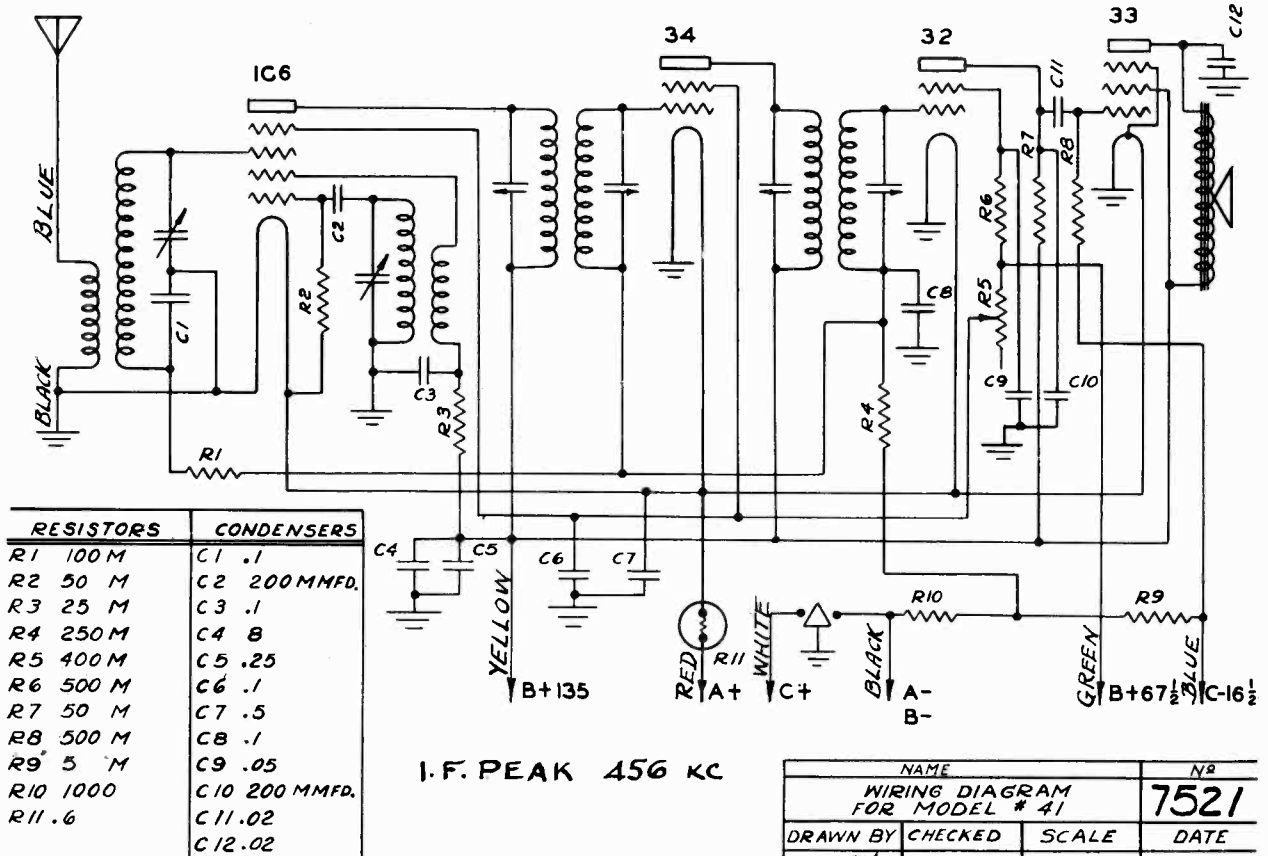 33
C12
34
32
1C6
C11
R7
R8
BLUE
R6
C2
R2
C1
C8
R5
C3
C9
C10
BLACK
R3
R4
R1
RESISTORS CONDENSERS
R1 100 M C1 .1
R2 50 M C2 200 MMFD.
R3 25 M C3 .1
R4 250 M C4 8
R5 400 M C5 .25
R6 500 M C6 .1
R7 50 M C7 .5
R8 500 M C8 .1
R9 5 M C9 .05
R10 1000 C10 200 MMFD.
R11 .6 C11 .02
C12 .02
C4
C5
C6
C7
R10
R9
YELLOW
RED
R11
WHITE
BLACK
GREEN
BLUE
B+135
A+
C+
A-
B-
B+67½
C-16½
I.F. PEAK 456 KC
NAME Nº
WIRING DIAGRAM
FOR MODEL # 41
7521
DRAWN BY CHECKED SCALE DATE